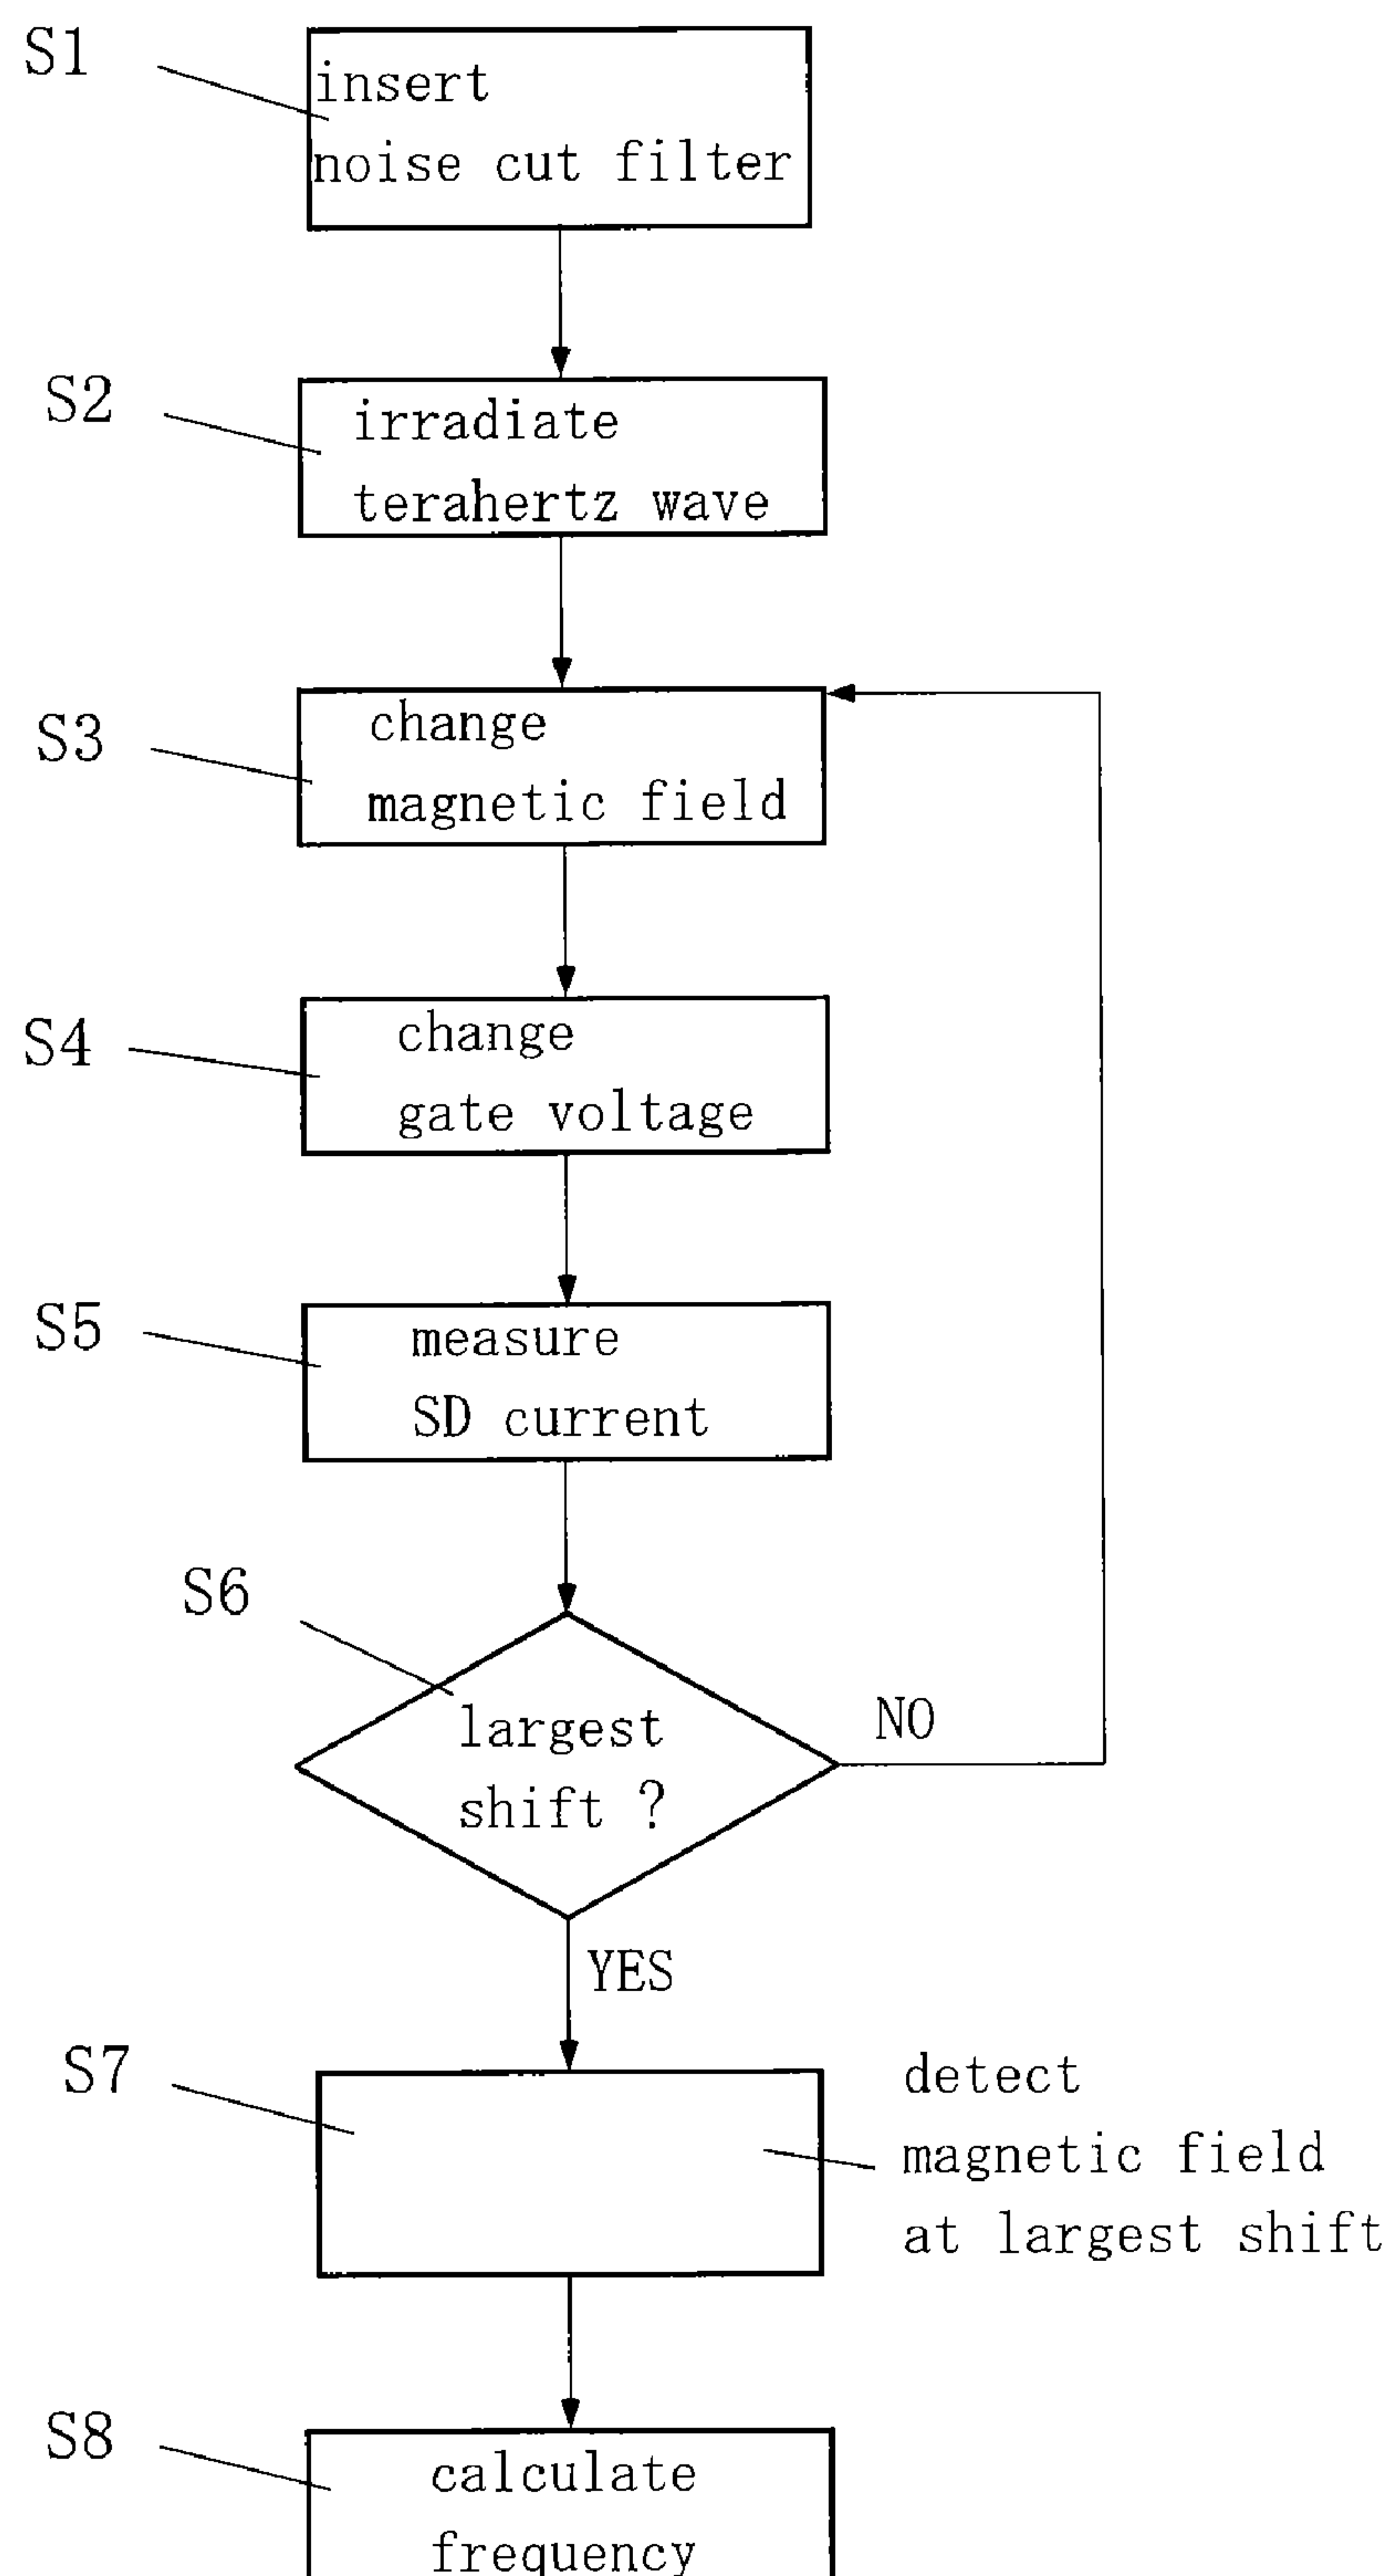 S1
insert
noise cut filter
S2
irradiate
terahertz wave
S3
change
magnetic field
S4
change
gate voltage
S5
measure
SD current
S6
largest
shift ?
NO
YES
S7
detect
magnetic field
at largest shift
S8
calculate
frequency